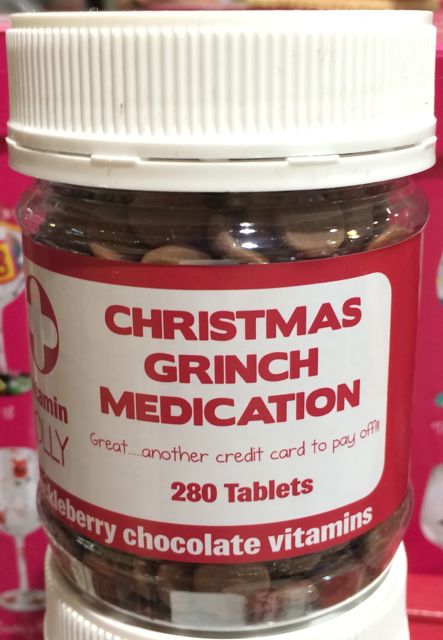 CHRISTMAS
GRINCH
MEDICATION
Great.....another credit card to pay off!!!
280 Tablets
chocolate vitamins